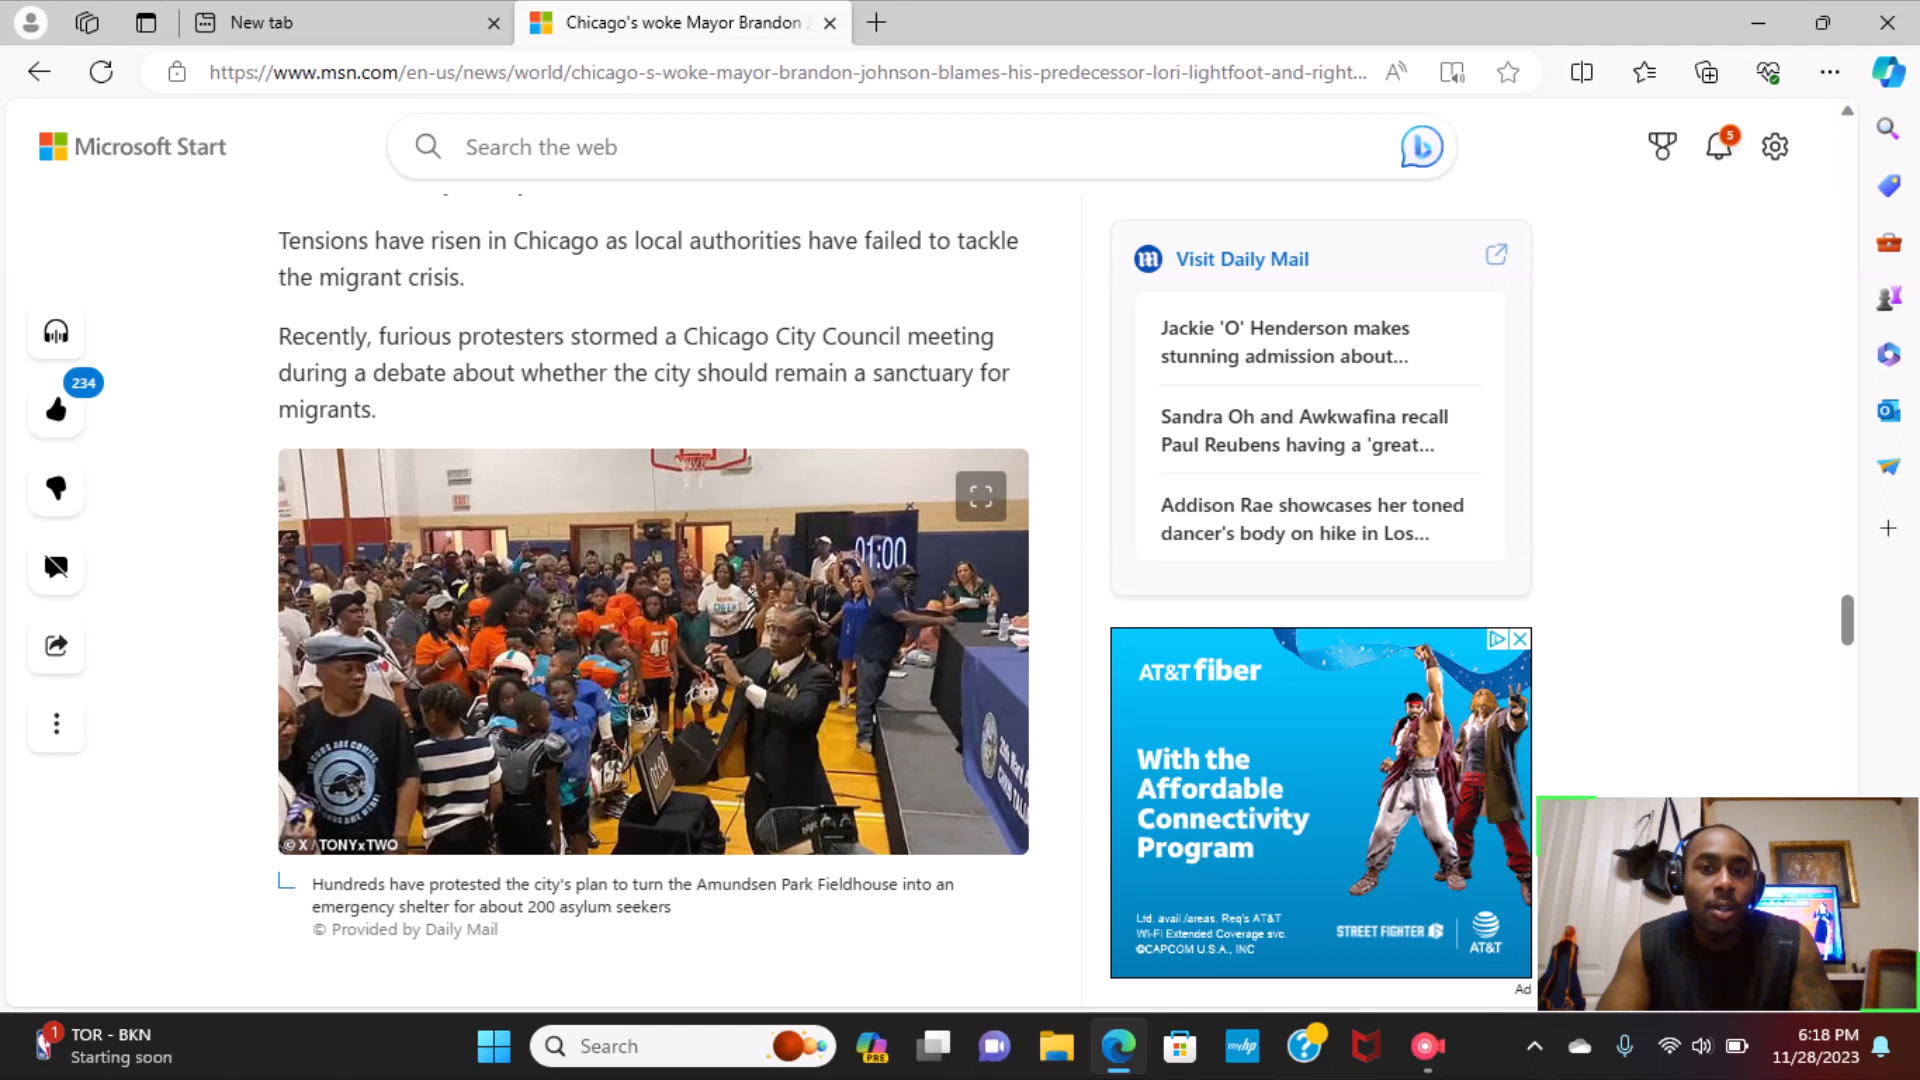 New tab
Chicago's woke Mayor Brandon J
https://www.msn.com/en-us/news/world/chicago-s-woke-mayor-brandon-johnson-blames-his-predecessor-lori-lightfoot-and-right...
Microsoft Start
Search the web
5
Tensions have risen in Chicago as local authorities have failed to tackle
the migrant crisis.
Recently, furious protesters stormed a Chicago City Council meeting
during a debate about whether the city should remain a sanctuary for
migrants.
234
01:00
40
01:00
© X / TONYxTWO
Hundreds have protested the city's plan to turn the Amundsen Park Fieldhouse into an
emergency shelter for about 200 asylum seekers
© Provided by Daily Mail
Visit Daily Mail
Jackie 'O' Henderson makes
stunning admission about...
Sandra Oh and Awkwafina recall
Paul Reubens having a 'great...
Addison Rae showcases her toned
dancer's body on hike in Los...
AT&T fiber
With the
Affordable
Connectivity
Program
Ltd. avail./areas. Req's AT&T
Wi-Fi Extended Coverage svc.
©CAPCOM U.S.A., INC
STREET FIGHTER 6
AT&T
Ad
1
TOR - BKN
Starting soon
Search
PRE
myhp
6:18 PM
11/28/2023